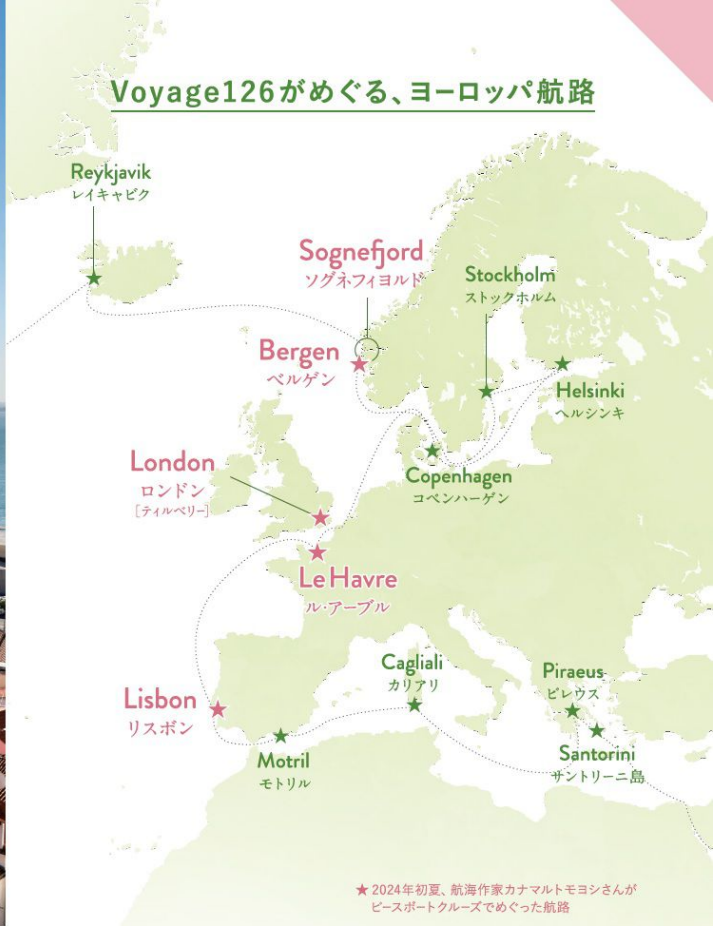 Voyage126がめぐる、ヨーロッパ航路
Reykjavik
レイキャビク
Sognefjord
ソグネフィヨルド
Stockholm
ストックホルム
Bergen
ベルゲン
Helsinki
ヘルシンキ
London
ロンドン
[ティルベリー]
Copenhagen
コペンハーゲン
Le Havre
ル・アーブル
Cagliali
カリアリ
Piraeus
ピレウス
Lisbon
リスボン
Motril
モトリル
Santorini
サントリーニ島
★2024年初夏、航海作家カナマルトモヨシさんが
ピースボートクルーズでめぐった航路